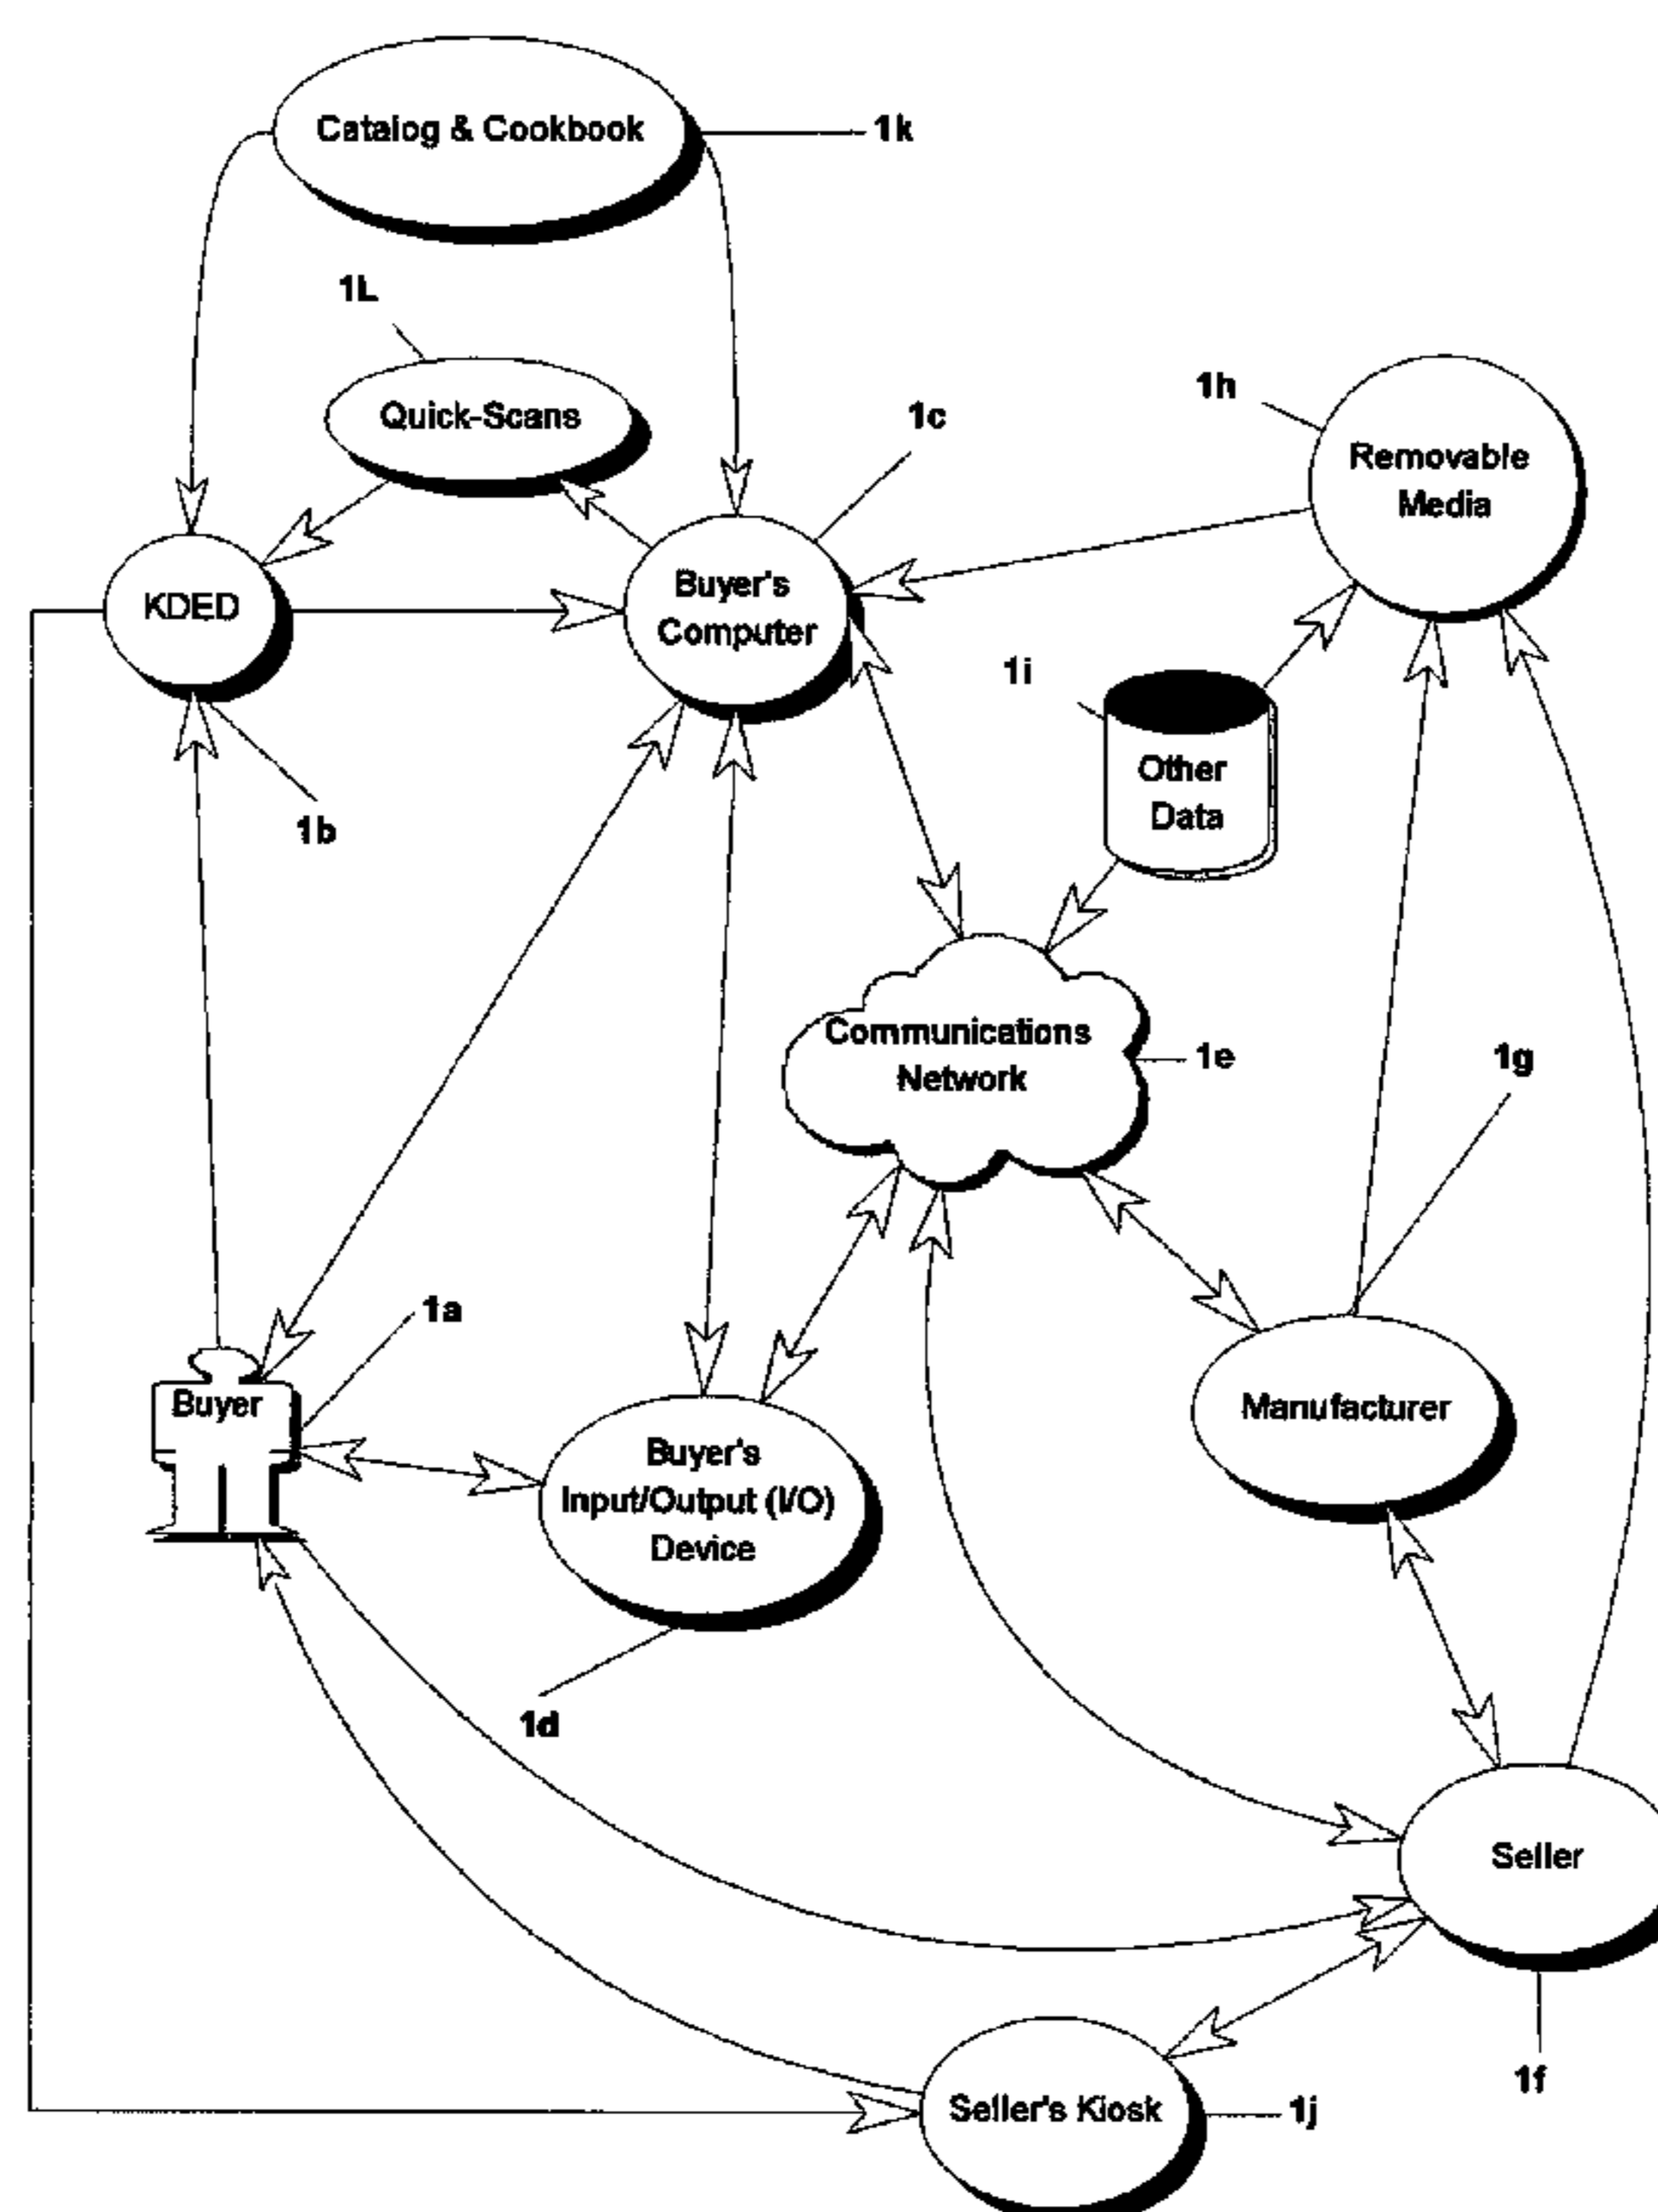 Catalog & Cookbook
1k
1L
Quick-Scans
1c
1h
Removable
Media
KDED
Buyer's
Computer
1i
Other
Data
1b
Communications
Network
1e
1g
1a
Buyer
Manufacturer
Buyer's
Input/Output (I/O)
Device
1d
Seller
1f
Seller's Kiosk
1j